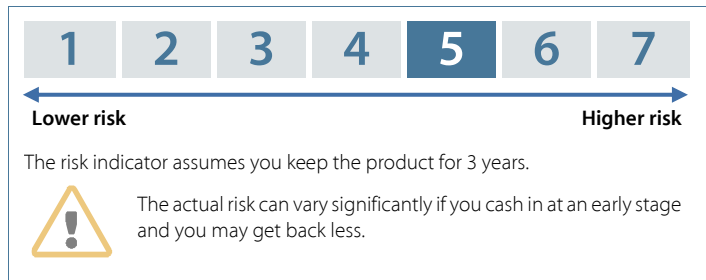 1 2 3 4 5 6 7
Lower risk Higher risk
The risk indicator assumes you keep the product for 3 years.
!
The actual risk can vary significantly if you cash in at an early stage
and you may get back less.